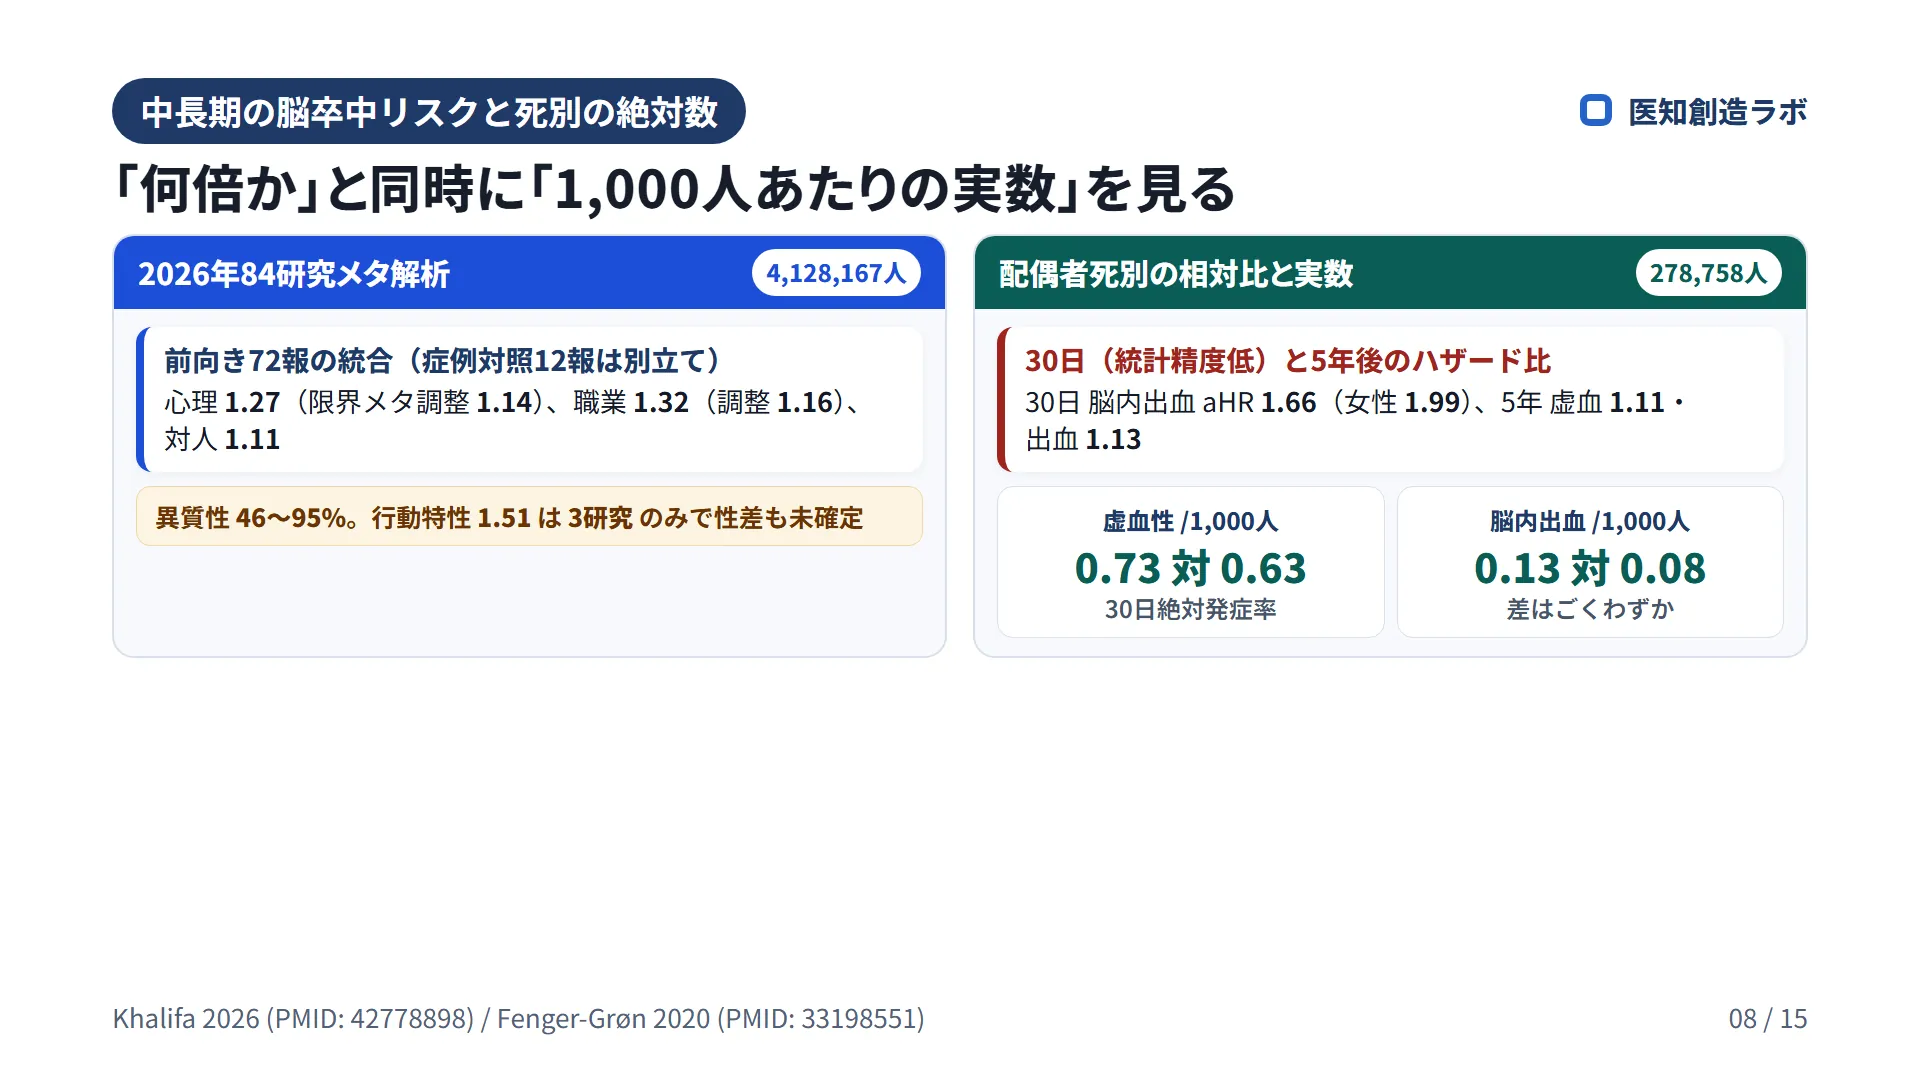 中長期の脳卒中リスクと死別の絶対数
医知創造ラボ
「何倍か」と同時に「1,000人あたりの実数」を見る
2026年84研究メタ解析
4,128,167人
前向き72報の統合（症例対照12報は別立て）
心理 1.27（限界メタ調整 1.14）、職業 1.32（調整 1.16）、
対人 1.11
異質性 46〜95%。行動特性 1.51 は 3研究 のみで性差も未確定
配偶者死別の相対比と実数
278,758人
30日（統計精度低）と5年後のハザード比
30日 脳内出血 aHR 1.66（女性 1.99）、5年 虚血 1.11・
出血 1.13
虚血性 /1,000人
0.73 対 0.63
30日絶対発症率
脳内出血 /1,000人
0.13 対 0.08
差はごくわずか
Khalifa 2026 (PMID: 42778898) / Fenger-Grøn 2020 (PMID: 33198551)
08 / 15